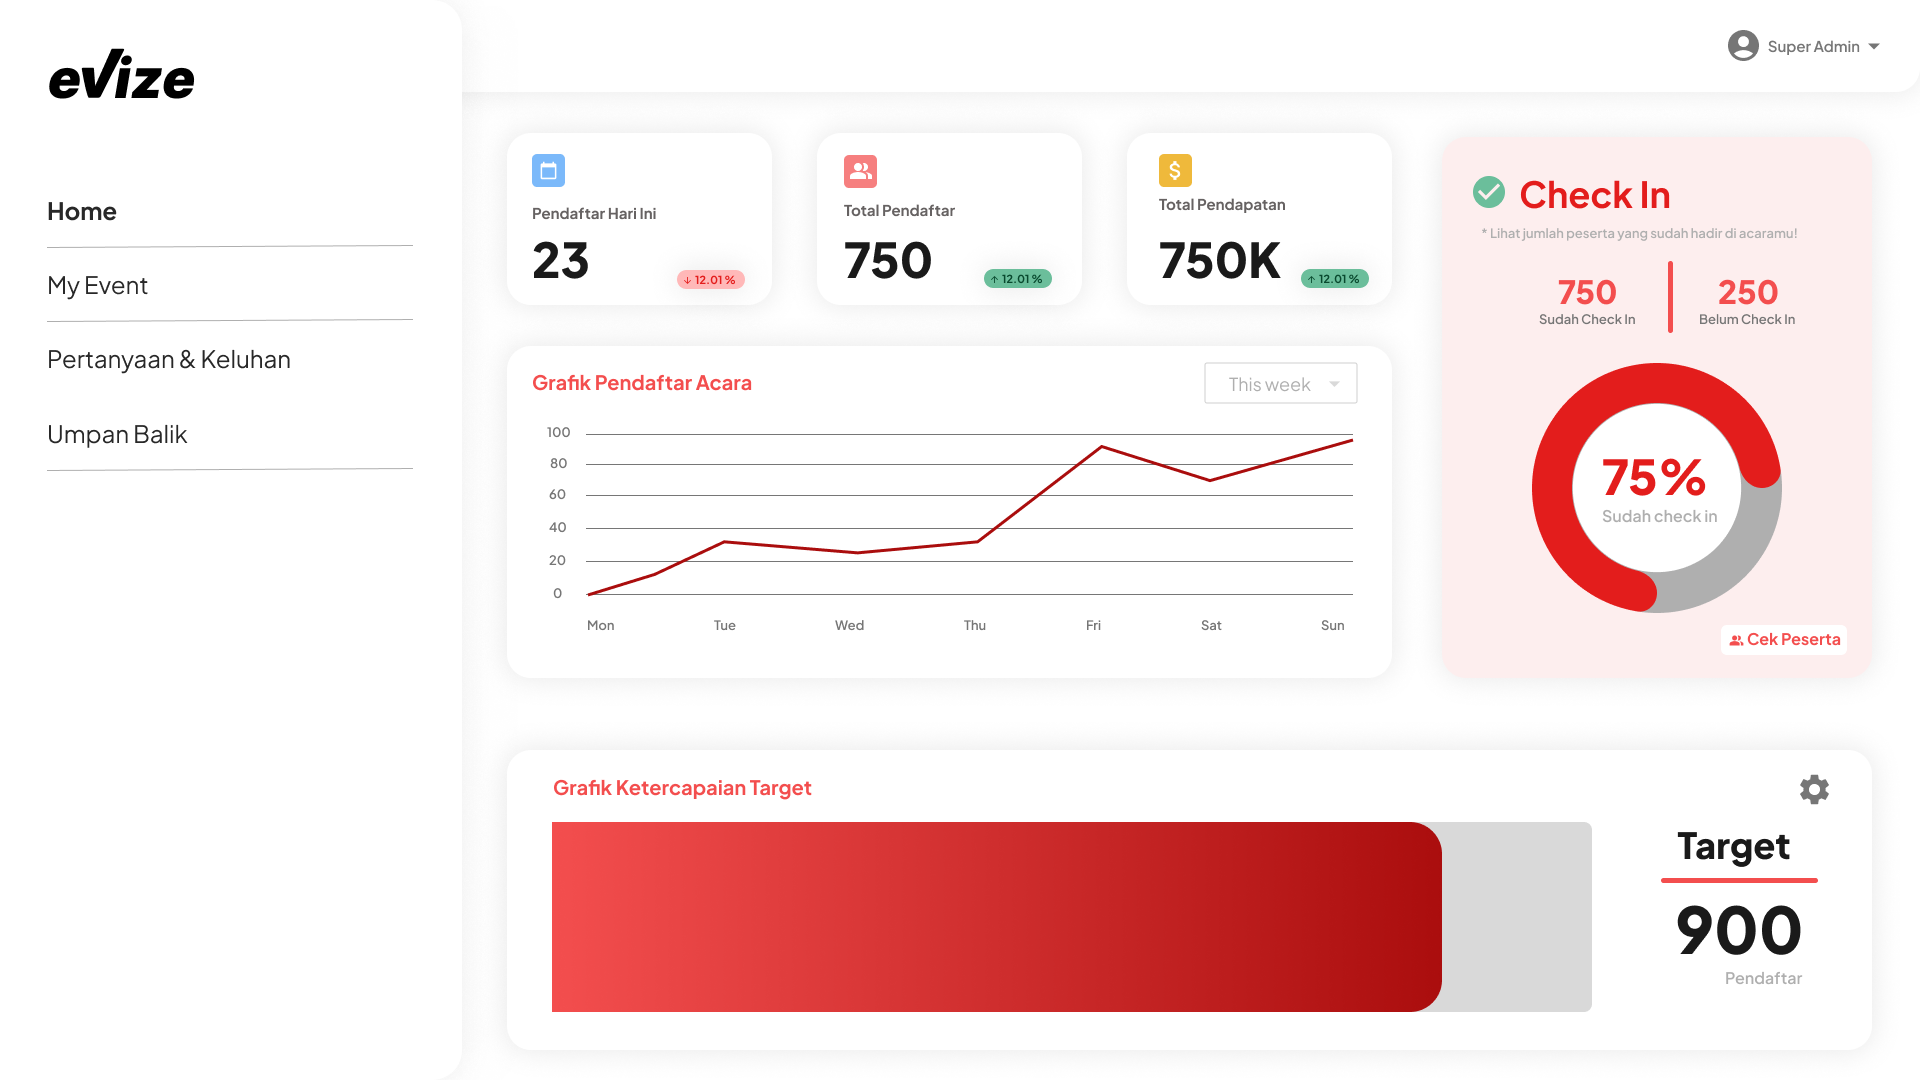 evize
Super Admin
Home
My Event
Pertanyaan & Keluhan
Umpan Balik
Pendaftar Hari Ini
23
↓ 12.01 %
Total Pendaftar
750
↑ 12.01 %
Total Pendapatan
$
750K
↑ 12.01 %
Check In
* Lihat jumlah peserta yang sudah hadir di acaramu!
750
Sudah Check In
250
Belum Check In
75%
Sudah check in
Cek Peserta
Grafik Pendaftar Acara
This week
100
80
60
40
20
0
Mon Tue Wed Thu Fri Sat Sun
Grafik Ketercapaian Target
Target
900
Pendaftar